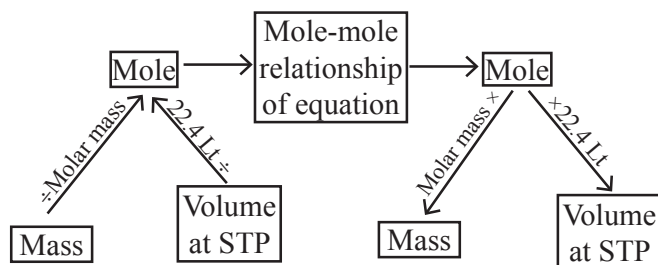 Mole
Mole-mole
relationship
of equation
Mole
÷Molar mass
22.4 Lt ÷
Molar mass ×
×22.4 Lt
Mass
Volume
at STP
Mass
Volume
at STP